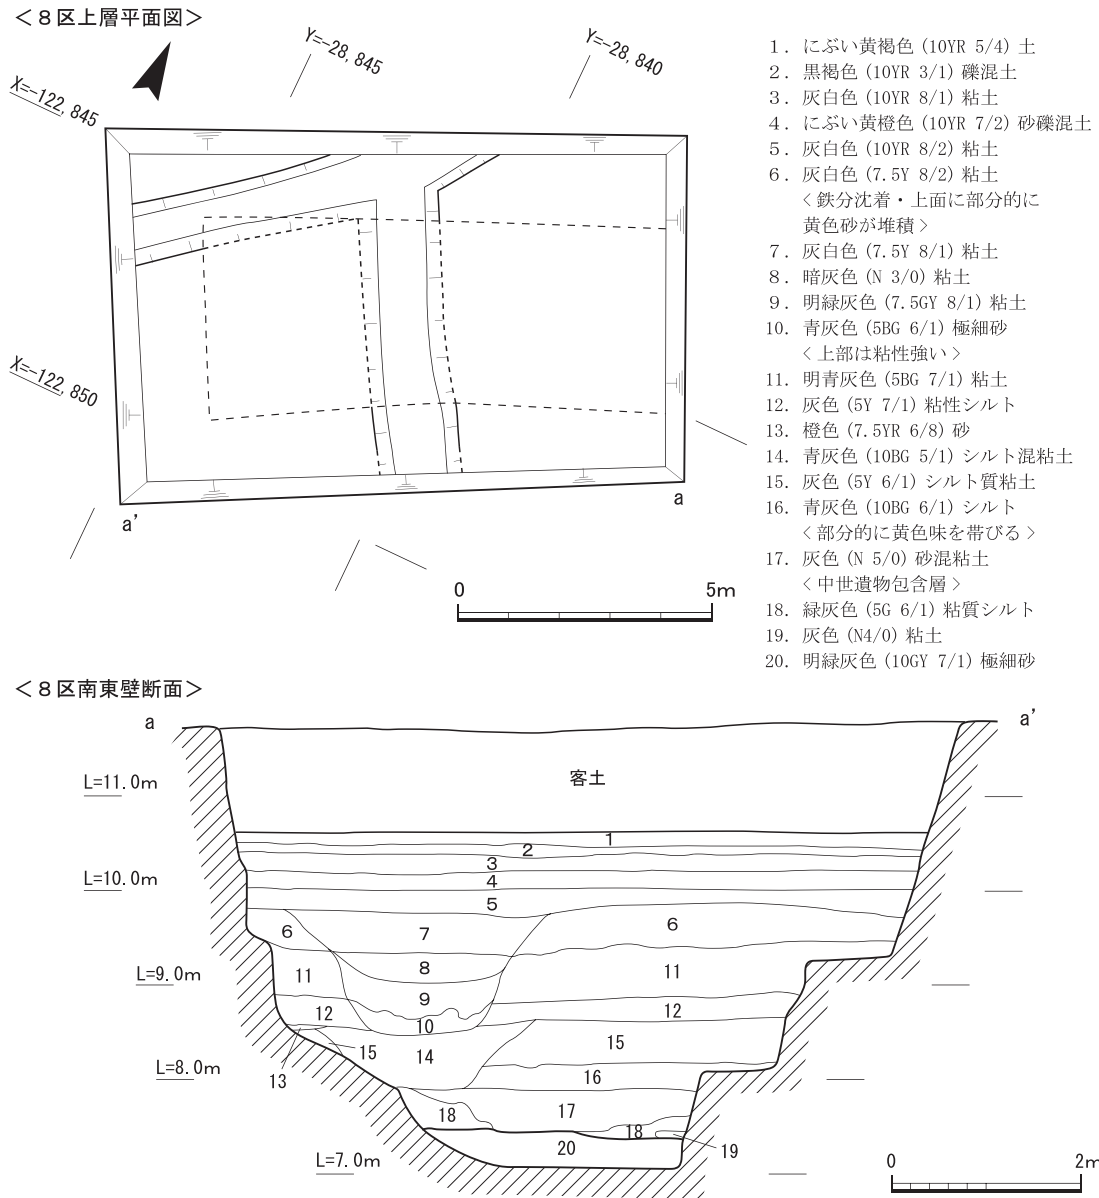 ＜８区上層平面図＞
Y=-28,845
Y=-28,840
X=-122,845
X=-122,850
a’
a
0
5m
1．にぶい黄褐色 (10YR 5/4) 土
2．黒褐色 (10YR 3/1) 礫混土
3．灰白色 (10YR 8/1) 粘土
4．にぶい黄橙色 (10YR 7/2) 砂礫混土
5．灰白色 (10YR 8/2) 粘土
6．灰白色 (7.5Y 8/2) 粘土
＜鉄分沈着・上面に部分的に
黄色砂が堆積＞
7．灰白色 (7.5Y 8/1) 粘土
8．暗灰色 (N 3/0) 粘土
9．明緑灰色 (7.5GY 8/1) 粘土
10．青灰色 (5BG 6/1) 極細砂
＜上部は粘性強い＞
11．明青灰色 (5BG 7/1) 粘土
12．灰色 (5Y 7/1) 粘性シルト
13．橙色 (7.5YR 6/8) 砂
14．青灰色 (10BG 5/1) シルト混粘土
15．灰色 (5Y 6/1) シルト質粘土
16．青灰色 (10BG 6/1) シルト
＜部分的に黄色味を帯びる＞
17．灰色 (N 5/0) 砂混粘土
＜中世遺物包含層＞
18．緑灰色 (5G 6/1) 粘質シルト
19．灰色 (N4/0) 粘土
20．明緑灰色 (10GY 7/1) 極細砂
＜８区南東壁断面＞
a
a’
L=11.0m
客土
1
2
3
L=10.0m
4
5
6
7
6
8
L=9.0m
11
11
9
12
12
10
15
15
14
L=8.0m
13
16
18
17
18
19
20
L=7.0m
0
2m